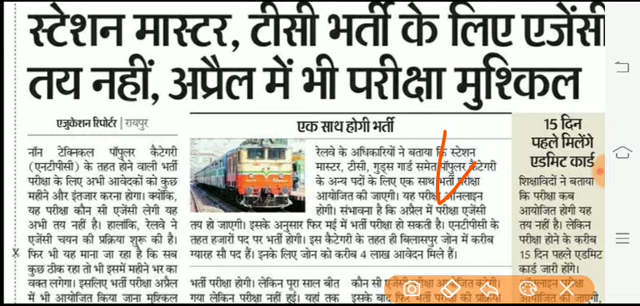 स्टेशन मास्टर, टीसी भर्ती के लिए एजेंसी
तय नहीं, अप्रैल में भी परीक्षा मुश्किल
एजुकेशन रिपोर्टर | रायपुर
नॉन टेक्निकल पॉपुलर कैटेगरी
(एनटीपीसी) के तहत होने वाली भर्ती
परीक्षा के लिए अभी आवेदकों को कुछ
महीने और इंतजार करना होगा। क्योंकि,
यह परीक्षा कौन सी एजेंसी लेगी यह
अभी तय नहीं है। हालांकि, रेलवे ने
एजेंसी चयन की प्रक्रिया शुरू की है।
फिर भी यह माना जा रहा है कि सब
कुछ ठीक रहा तो भी इसमें महीने भर का
वक्त लगेगा। इसलिए भर्ती परीक्षा अप्रैल
में भी आयोजित किया जाना मुश्किल
एक साथ होगी भर्ती
रेलवे के अधिकारियों ने बताया कि स्टेशन
मास्टर, टीसी, गुड्स गार्ड समेत पॉपुलर कैटेगरी
के अन्य पदों के लिए एक साथ भर्ती परीक्षा
आयोजित की जाएगी। यह परीक्षा ऑनलाइन
होगी। संभावना है कि अप्रैल में परीक्षा एजेंसी
तय हो जाएगी। इसके अनुसार फिर मई में भर्ती परीक्षा हो सकती है। एनटीपीसी के
तहत हजारों पद पर भर्ती होगी। इस कैटेगरी के तहत ही बिलासपुर जोन में करीब
ग्यारह सौ पद हैं। इनके लिए जोन को करीब 4 लाख आवेदन मिले हैं।
भर्ती परीक्षा होगी। लेकिन पूरा साल बीत
गया लेकिन परीक्षा नहीं हुई। यहां तक
कौन सी
इसके बाद
15 दिन
पहले मिलेंगे
एडमिट कार्ड
शिक्षाविदों ने बताया
कि परीक्षा कब
आयोजित होगी यह
तय नहीं है। लेकिन
परीक्षा होने के करीब
15 दिन पहले एडमिट
कार्ड जारी होंगे।
परीक्षा
आयोजित की जाएगी,